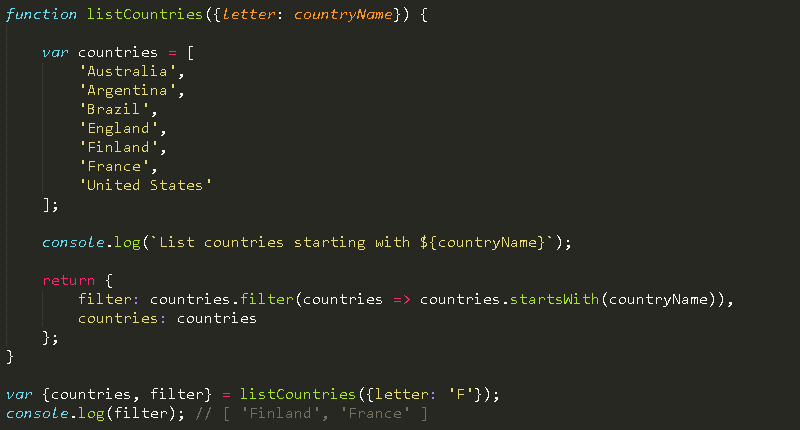 function listCountries({letter: countryName}) {
var countries = [
'Australia',
'Argentina',
'Brazil',
'England',
'Finland',
'France',
'United States'
];
console.log(`List countries starting with ${countryName}`);
return {
filter: countries.filter(countries => countries.startsWith(countryName)),
countries: countries
};
}
var {countries, filter} = listCountries({letter: 'F'});
console.log(filter); // [ 'Finland', 'France' ]